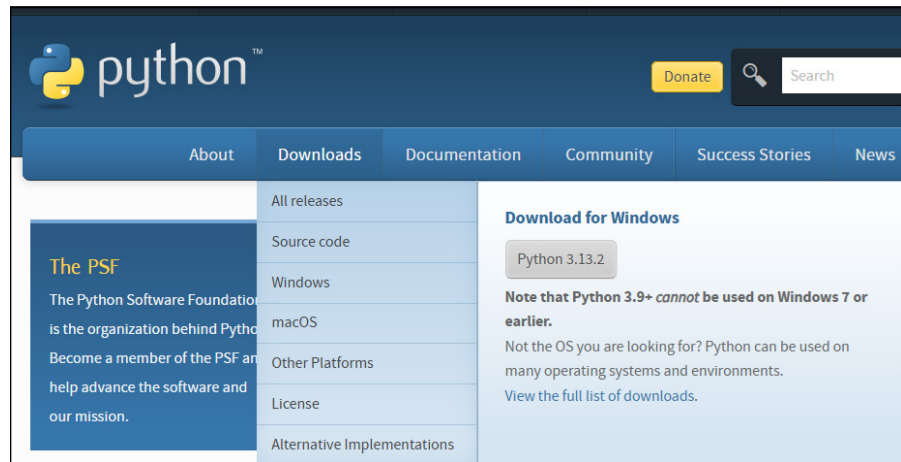 python™
Donate
Search
About
Downloads
Documentation
Community
Success Stories
News
All releases
Source code
Windows
macOS
Other Platforms
License
Alternative Implementations
Download for Windows
Python 3.13.2
Note that Python 3.9+ cannot be used on Windows 7 or
earlier.
Not the OS you are looking for? Python can be used on
many operating systems and environments.
View the full list of downloads.
The PSF
The Python Software
is the organization behind
Become a member of the PSF
help advance the software and
our mission.